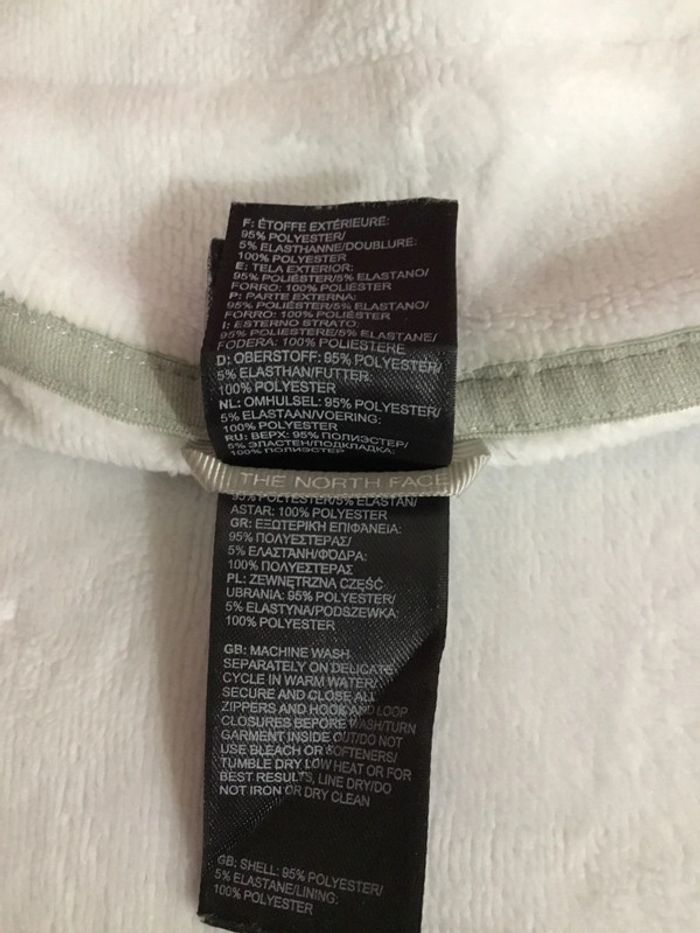 F: ÉTOFFE EXTÉRIEURE:
95% POLYESTER/
5% ELASTHANNE/DOUBLURE:
100% POLYESTER
E: TELA EXTERIOR:
95% POLIÉSTER/5% ELASTANO/
FORRO: 100% POLIÉSTER
P: PARTE EXTERNA:
95% POLIÉSTER/5% ELASTANO/
FORRO: 100% POLIÉSTER
I: ESTERNO STRATO:
95% POLIESTERE/5% ELASTANE/
FODERA: 100% POLIESTERE
D: OBERSTOFF: 95% POLYESTER/
5% ELASTHAN/FUTTER:
100% POLYESTER
NL: OMHULSEL: 95% POLYESTER/
5% ELASTAAN/VOERING:
100% POLYESTER
RU: ВЕРХ: 95% ПОЛИЭСТЕР/
5% ЭЛАСТЕН/ПОДКЛАДКА:
100% ПОЛИЭСТЕР
THE NORTH FACE
95% POLYESTER/5% ELASTAN/
ASTAR: 100% POLYESTER
GR: ΕΞΩΤΕΡΙΚΗ ΕΠΙΦΑΝΕΙΑ:
95% ΠΟΛΥΕΣΤΕΡΑΣ/
5% ΕΛΑΣΤΑΝΗ/ΦΟΔΡΑ:
100% ΠΟΛΥΕΣΤΕΡΑΣ
PL: ZEWNĘTRZNA CZĘŚĆ
UBRANIA: 95% POLYESTER/
5% ELASTYNA/PODSZEWKA:
100% POLYESTER
GB: MACHINE WASH
SEPARATELY ON DELICATE
CYCLE IN WARM WATER/
SECURE AND CLOSE ALL
ZIPPERS AND HOOK AND LOOP
CLOSURES BEFORE WASH/TURN
GARMENT INSIDE OUT/DO NOT
USE BLEACH OR SOFTENERS/
TUMBLE DRY LOW HEAT OR FOR
BEST RESULTS, LINE DRY/DO
NOT IRON OR DRY CLEAN
GB: SHELL: 95% POLYESTER/
5% ELASTANE/LINING:
100% POLYESTER